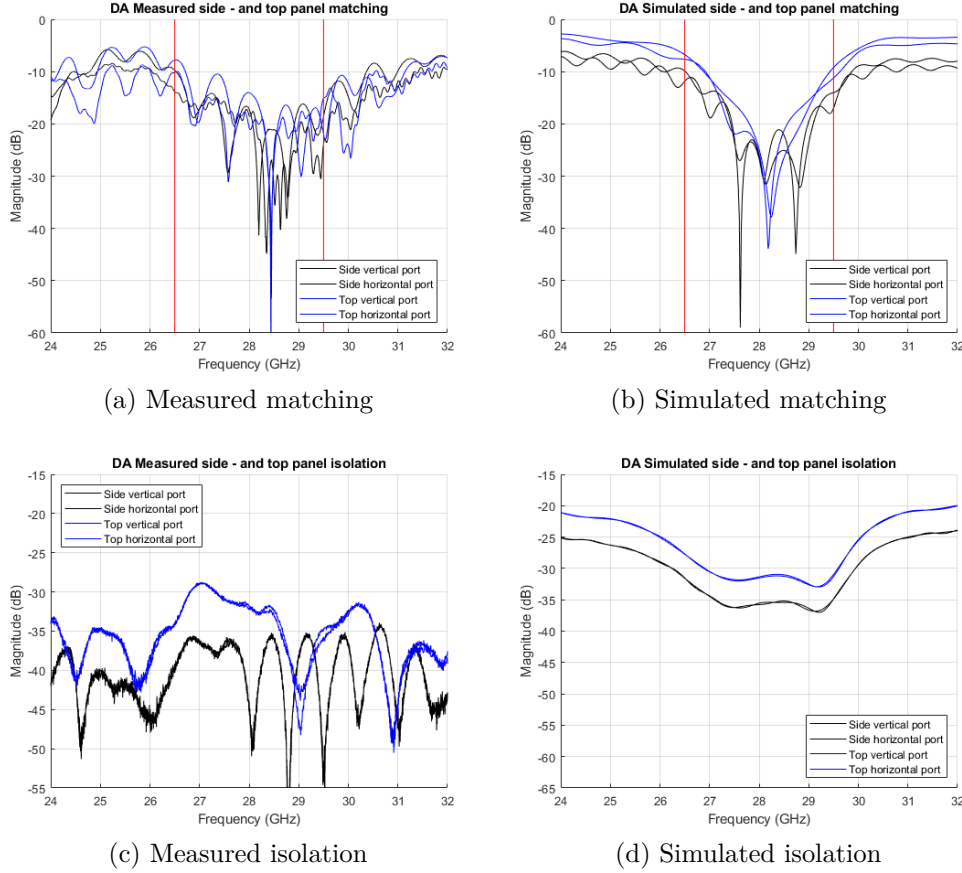 DA Measured side - and top panel matching
0
-10
-20
-30
-40
-50
-60
Magnitude (dB)
24 25 26 27 28 29 30 31 32
Frequency (GHz)
Side vertical port
Side horizontal port
Top vertical port
Top horizontal port
(a) Measured matching
DA Simulated side - and top panel matching
0
-10
-20
-30
-40
-50
-60
Magnitude (dB)
24 25 26 27 28 29 30 31 32
Frequency (GHz)
Side vertical port
Side horizontal port
Top vertical port
Top horizontal port
(b) Simulated matching
DA Measured side - and top panel isolation
-15
-20
-25
-30
-35
-40
-45
-50
-55
Magnitude (dB)
Side vertical port
Side horizontal port
Top vertical port
Top horizontal port
24 25 26 27 28 29 30 31 32
Frequency (GHz)
(c) Measured isolation
DA Simulated side - and top panel isolation
-15
-20
-25
-30
-35
-40
-45
-50
-55
-60
-65
Magnitude (dB)
Side vertical port
Side horizontal port
Top vertical port
Top horizontal port
24 25 26 27 28 29 30 31 32
Frequency (GHz)
(d) Simulated isolation